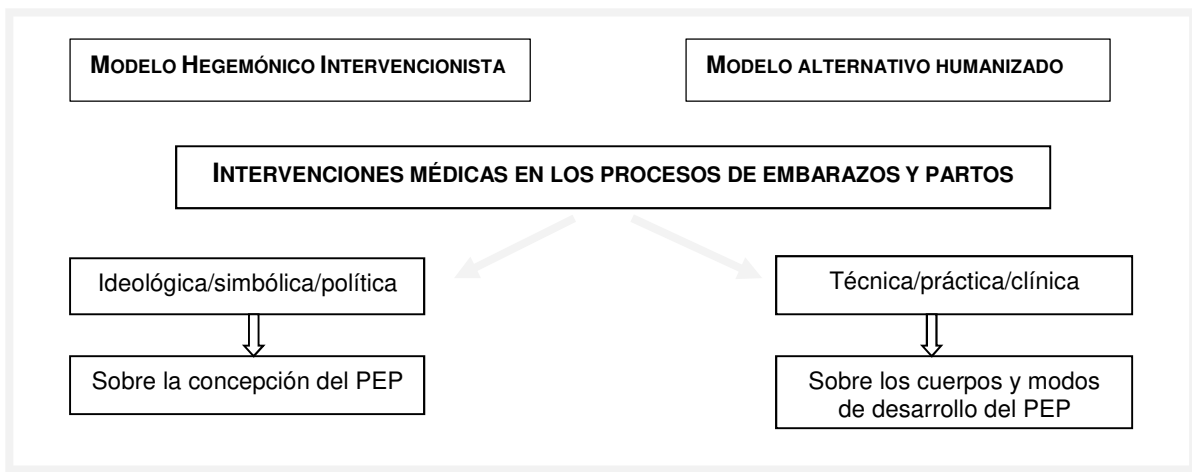 MODELO HEGEMÓNICO INTERVENCIONISTA
MODELO ALTERNATIVO HUMANIZADO
INTERVENCIONES MÉDICAS EN LOS PROCESOS DE EMBARAZOS Y PARTOS
Ideológica/simbólica/política
Técnica/práctica/clínica
Sobre la concepción del PEP
Sobre los cuerpos y modos
de desarrollo del PEP